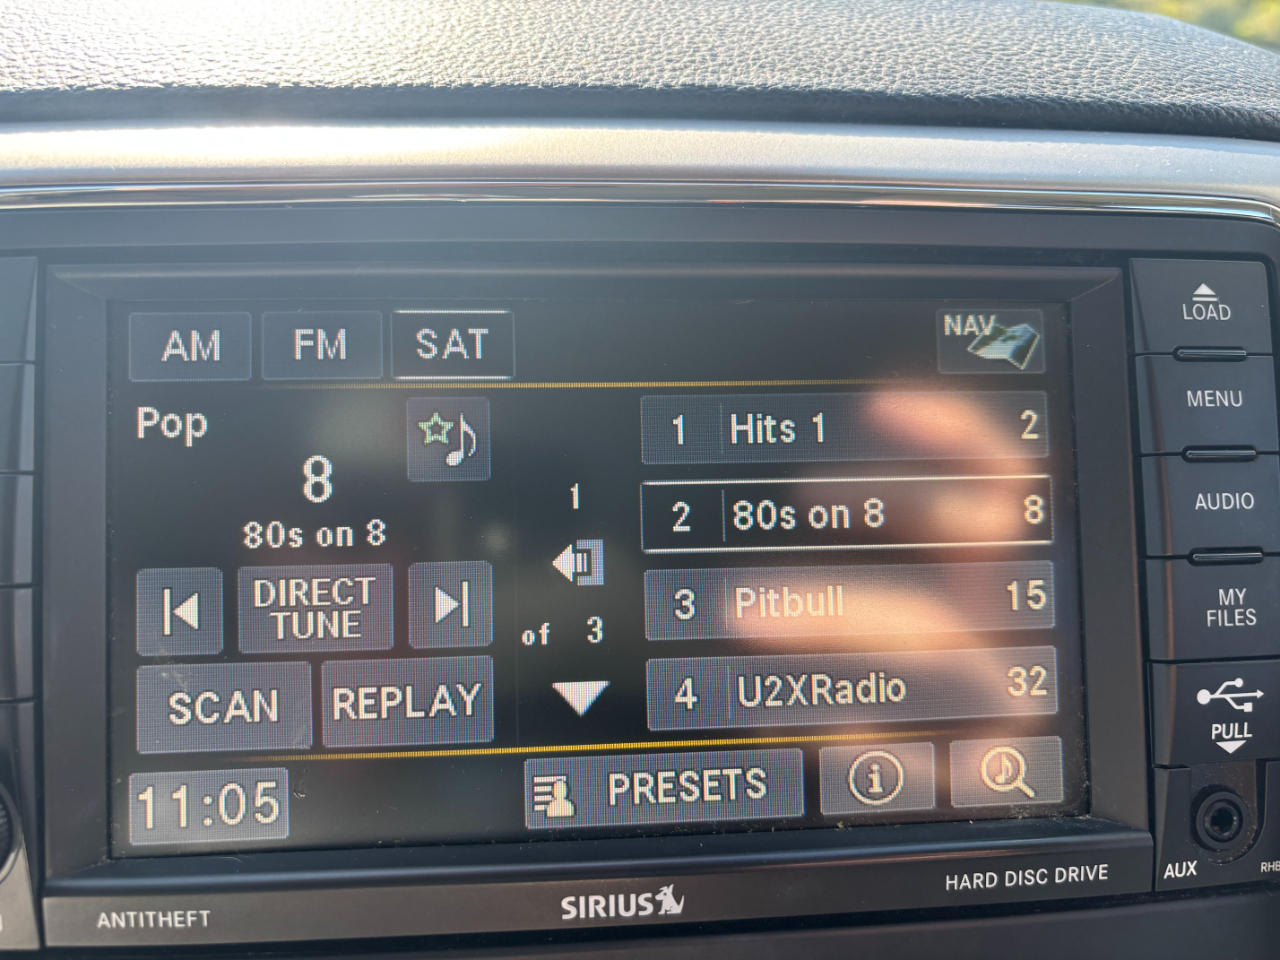 AM FM SAT NAV
Pop
8
80s on 8
DIRECT
TUNE
SCAN REPLAY
11:05
1
of 3
1 Hits 1 2
2 80s on 8 8
3 Pitbull 15
4 U2XRadio 32
PRESETS
LOAD
MENU
AUDIO
MY
FILES
PULL
AUX
ANTITHEFT
SIRIUS
HARD DISC DRIVE